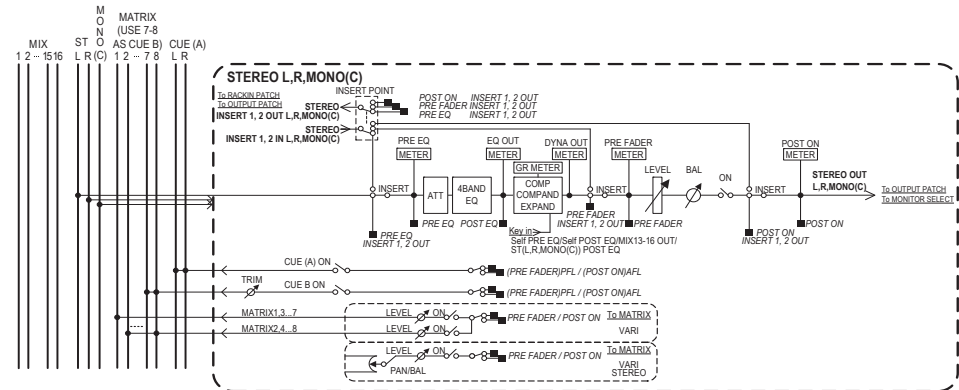 M
O
N
O
(C)
MATRIX
(USE 7-8
AS CUE B)
CUE (A)
MIX
ST
1 2 ··· 15 16
L R
1 2 ··· 7 8
L R
STEREO L,R,MONO(C)
To RACKIN PATCH
To OUTPUT PATCH
INSERT POINT
STEREO
INSERT 1, 2 OUT L,R,MONO(C)
POST ON INSERT 1, 2 OUT
PRE FADER INSERT 1, 2 OUT
PRE EQ INSERT 1, 2 OUT
STEREO
INSERT 1, 2 IN L,R,MONO(C)
PRE EQ
METER
EQ OUT
METER
DYNA OUT
METER
PRE FADER
METER
POST ON
METER
GR METER
LEVEL
BAL
ON
STEREO OUT
L,R,MONO(C)
To OUTPUT PATCH
To MONITOR SELECT
INSERT
ATT
4BAND
EQ
COMP
COMPAND
EXPAND
INSERT
INSERT
PRE EQ
INSERT 1, 2 OUT
PRE EQ
POST EQ
Key in
Self PRE EQ/Self POST EQ/MIX13-16 OUT/
ST(L,R,MONO(C)) POST EQ
PRE FADER
INSERT 1, 2 OUT
PRE FADER
POST ON
INSERT 1, 2 OUT
POST ON
CUE (A) ON
(PRE FADER)PFL / (POST ON)AFL
TRIM
CUE B ON
(PRE FADER)PFL / (POST ON)AFL
MATRIX1,3...7
LEVEL
ON
PRE FADER / POST ON
To MATRIX
MATRIX2,4...8
LEVEL
ON
VARI
LEVEL
ON
PRE FADER / POST ON
To MATRIX
PAN/BAL
VARI
STEREO